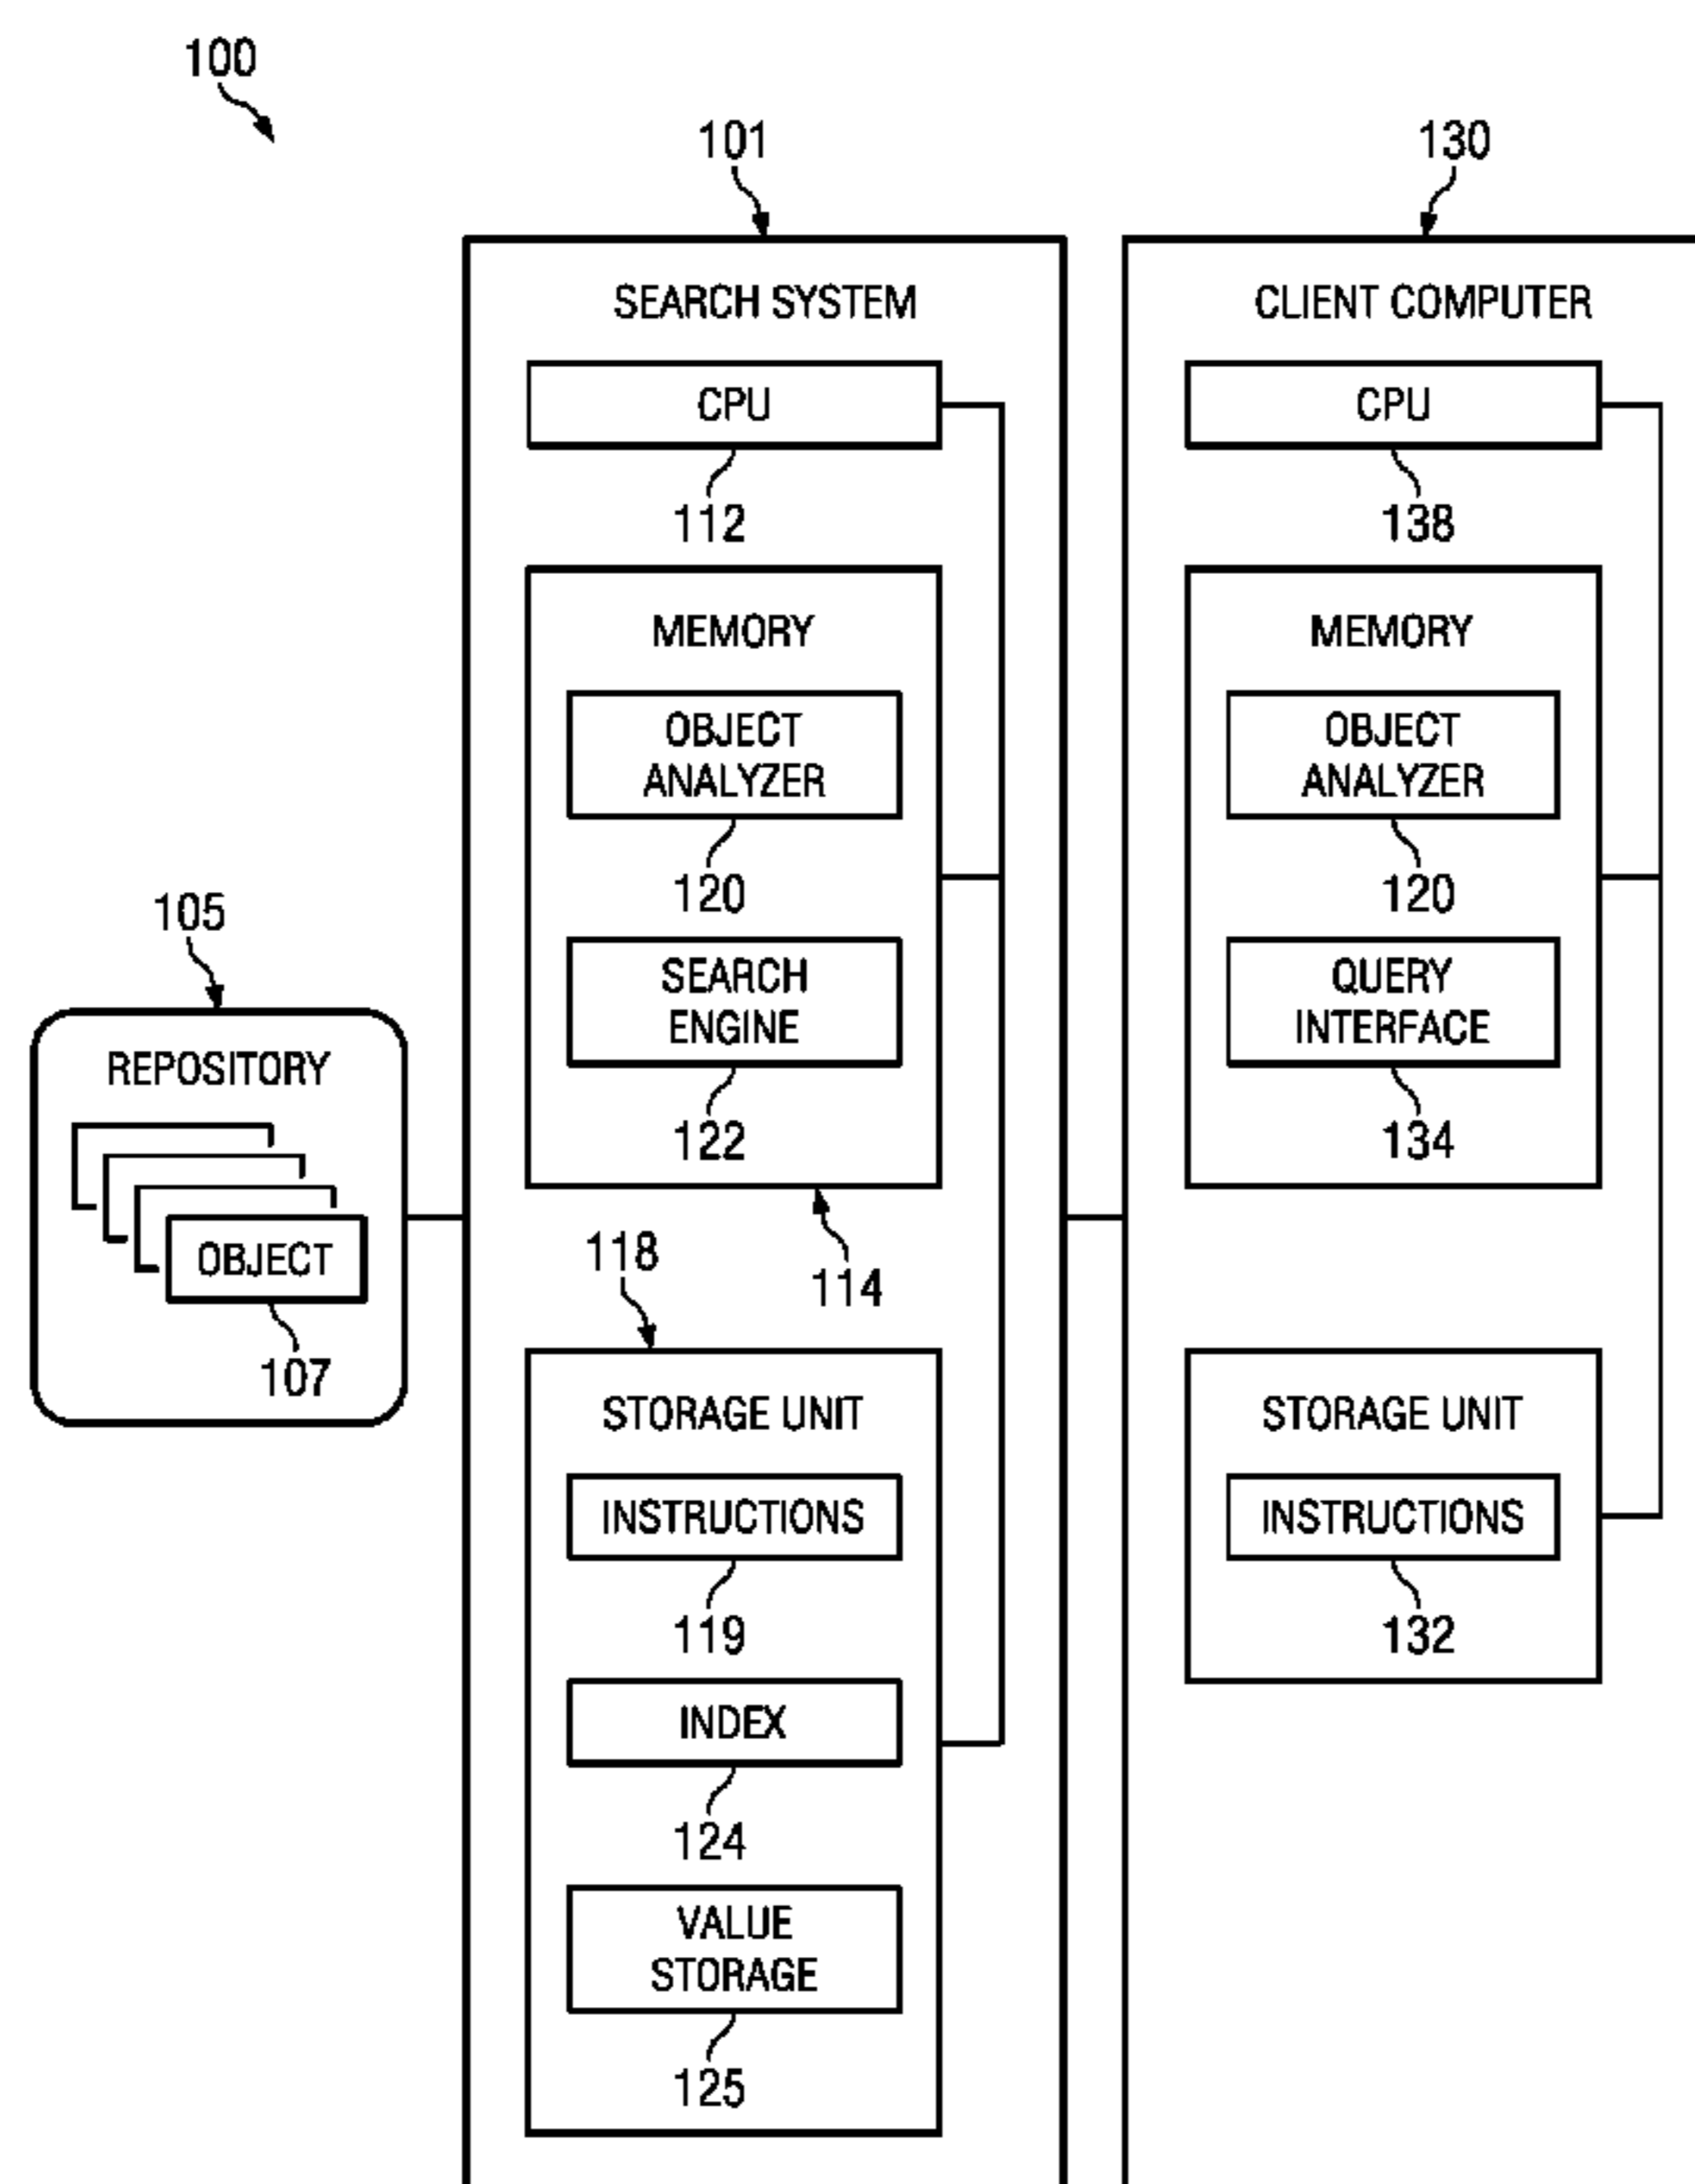 100
101
130
SEARCH SYSTEM
CPU
112
MEMORY
OBJECT
ANALYZER
120
SEARCH
ENGINE
122
114
118
STORAGE UNIT
INSTRUCTIONS
119
INDEX
124
VALUE
STORAGE
125
CLIENT COMPUTER
CPU
138
MEMORY
OBJECT
ANALYZER
120
QUERY
INTERFACE
134
STORAGE UNIT
INSTRUCTIONS
132
105
REPOSITORY
OBJECT
107